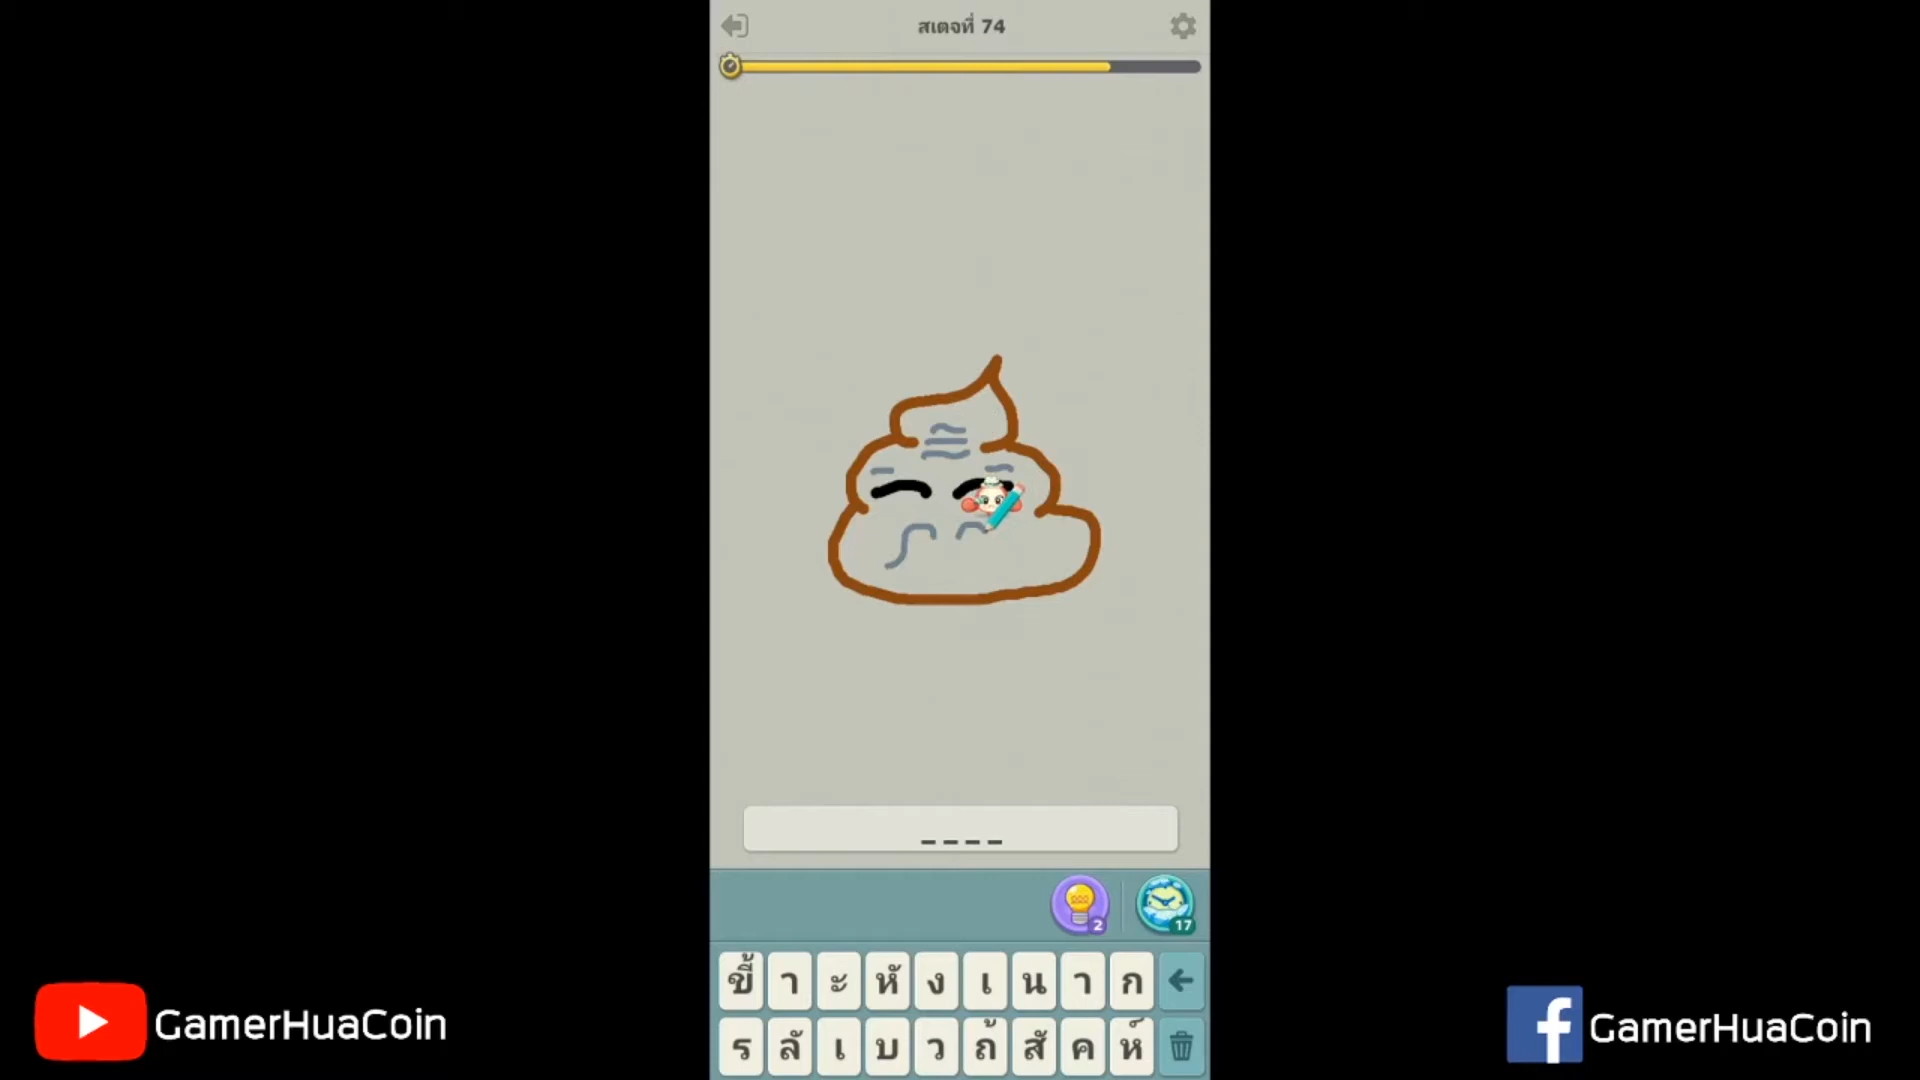 สเตจที่ 74
_ _ _ _
2
17
ขี้ า ะ หั ง เ น า ก
ร ลั เ บ ว ถ้ สั ค ห์
GamerHuaCoin
GamerHuaCoin